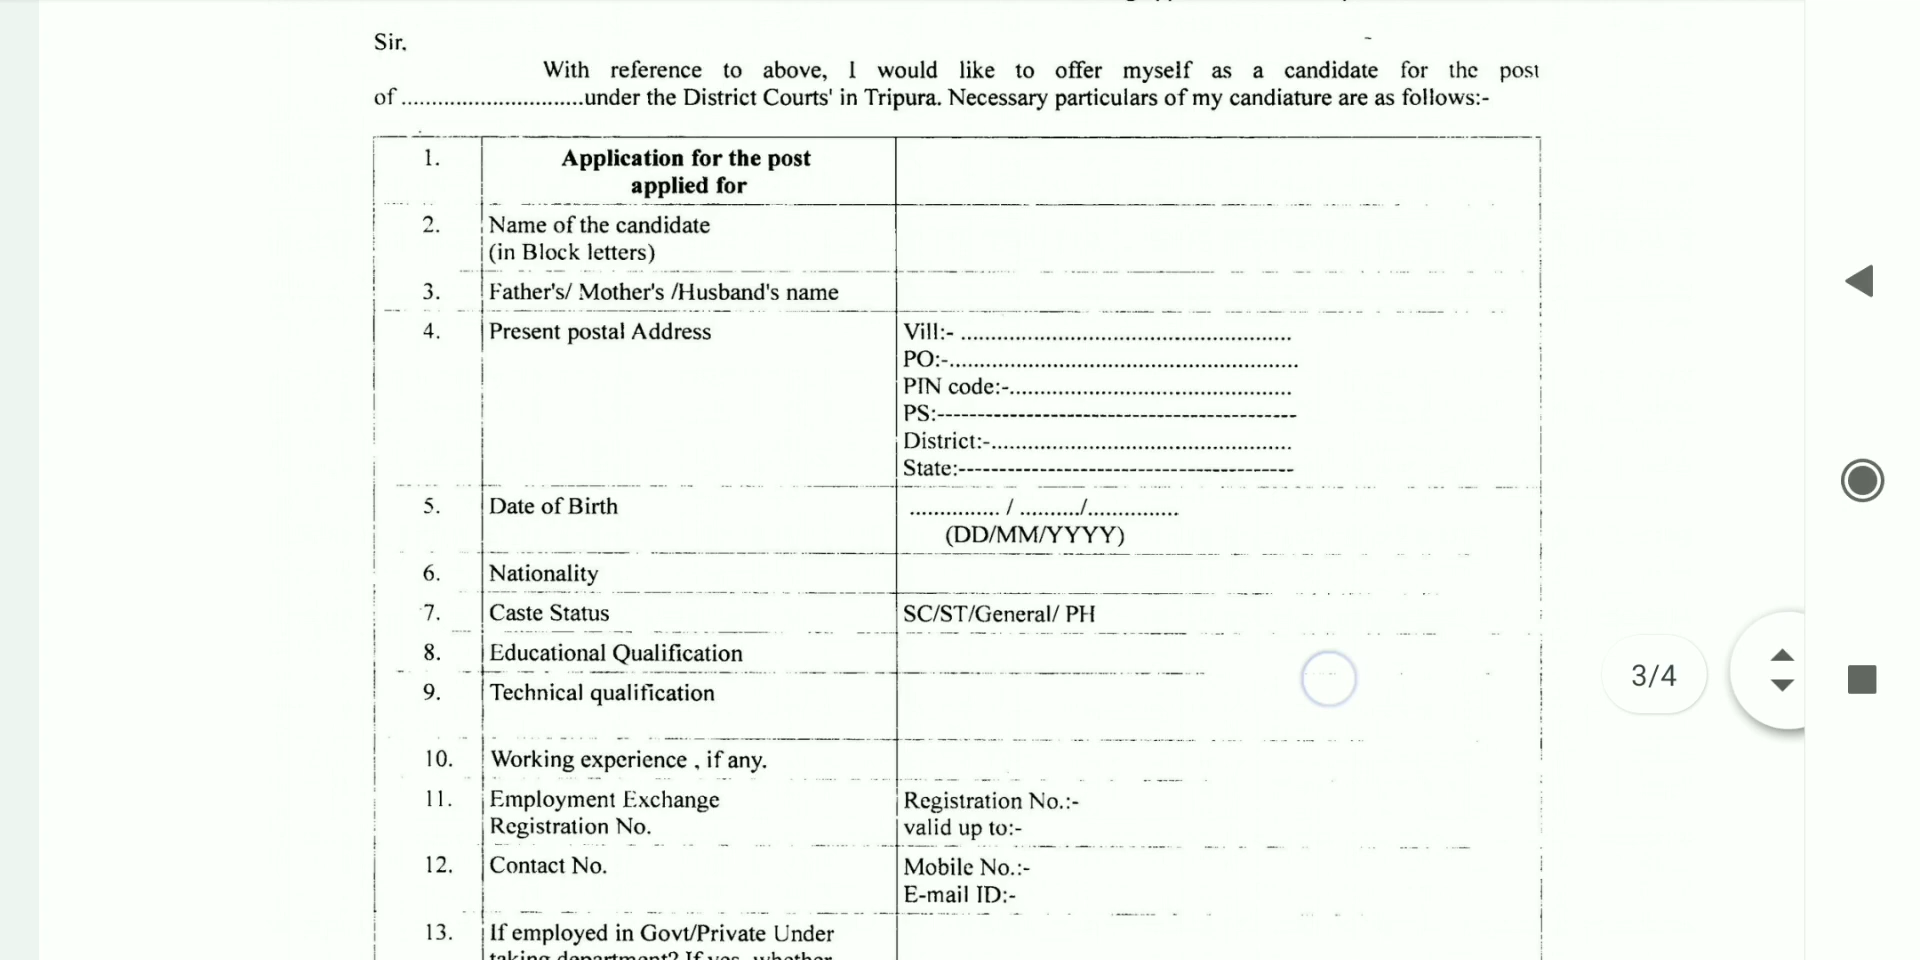 Sir,
With reference to above, I would like to offer myself as a candidate for the post
of ..............................under the District Courts' in Tripura. Necessary particulars of my candiature are as follows:-
1. Application for the post
applied for
2. Name of the candidate
(in Block letters)
3. Father's/ Mother's /Husband's name
4. Present postal Address Vill:- ......................................................
PO:-.........................................................
PIN code:-..............................................
PS:--------------------------------------------
District:-.................................................
State:-----------------------------------------
5. Date of Birth ............... / ........../...............
(DD/MM/YYYY)
6. Nationality
7. Caste Status SC/ST/General/ PH
8. Educational Qualification
9. Technical qualification
3/4
10. Working experience , if any.
11. Employment Exchange Registration No.:-
Registration No. valid up to:-
12. Contact No. Mobile No.:-
E-mail ID:-
13. If employed in Govt/Private Under
taking department? If yes, whether